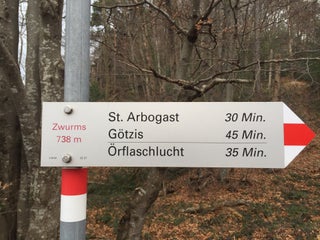 Zwurms
738 m
St. Arbogast 30 Min.
Götzis 45 Min.
Örflaschlucht 35 Min.